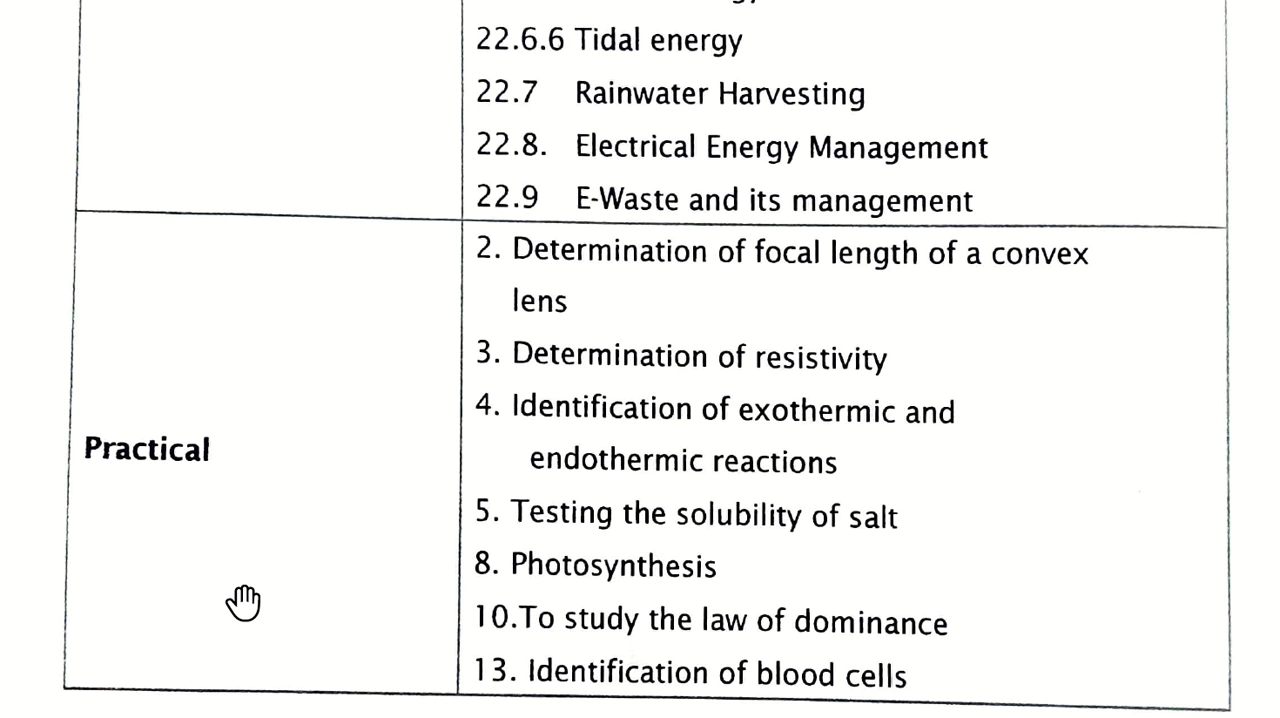 22.6.6 Tidal energy
22.7 Rainwater Harvesting
22.8. Electrical Energy Management
22.9 E-Waste and its management
Practical
2. Determination of focal length of a convex
lens
3. Determination of resistivity
4. Identification of exothermic and
endothermic reactions
5. Testing the solubility of salt
8. Photosynthesis
10.To study the law of dominance
13. Identification of blood cells